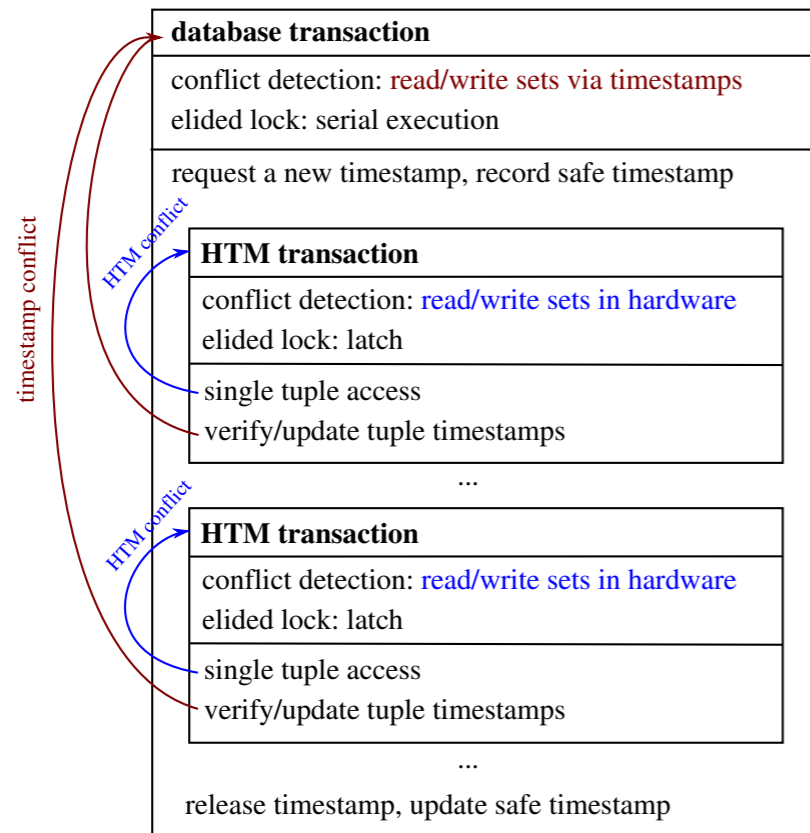 database transaction
conflict detection: read/write sets via timestamps
elided lock: serial execution
request a new timestamp, record safe timestamp
timestamp conflict
HTM conflict
HTM transaction
conflict detection: read/write sets in hardware
elided lock: latch
single tuple access
verify/update tuple timestamps
...
HTM conflict
HTM transaction
conflict detection: read/write sets in hardware
elided lock: latch
single tuple access
verify/update tuple timestamps
...
release timestamp, update safe timestamp